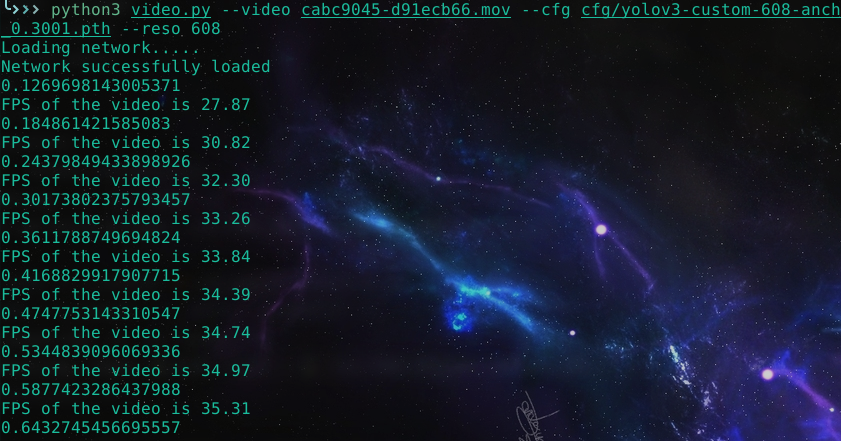 python3 video.py --video cabc9045-d91ecb66.mov --cfg cfg/yolov3-custom-608-anch
_0.3001.pth --reso 608
Loading network.....
Network successfully loaded
0.1269698143005371
FPS of the video is 27.87
0.184861421585083
FPS of the video is 30.82
0.24379849433898926
FPS of the video is 32.30
0.30173802375793457
FPS of the video is 33.26
0.3611788749694824
FPS of the video is 33.84
0.4168829917907715
FPS of the video is 34.39
0.4747753143310547
FPS of the video is 34.74
0.5344839096069336
FPS of the video is 34.97
0.5877423286437988
FPS of the video is 35.31
0.6432745456695557